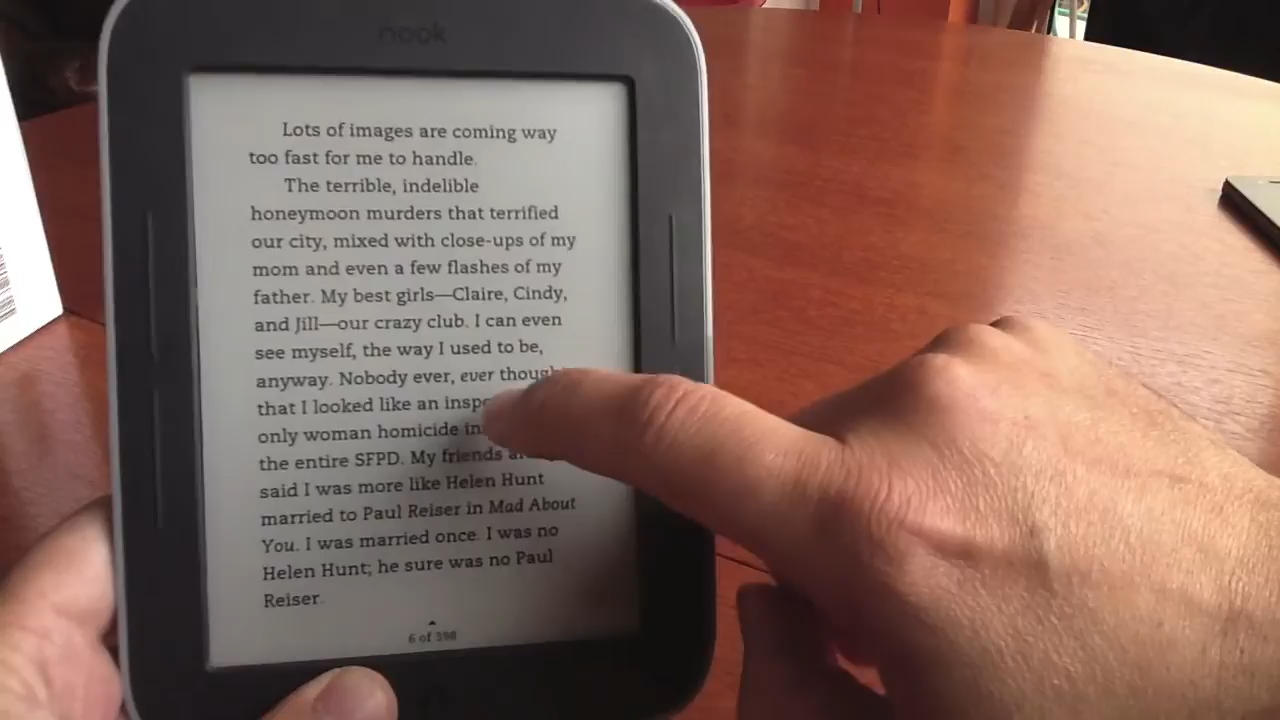 nook
Lots of images are coming way
too fast for me to handle.
The terrible, indelible
honeymoon murders that terrified
our city, mixed with close-ups of my
mom and even a few flashes of my
father. My best girls—Claire, Cindy,
and Jill—our crazy club. I can even
see myself, the way I used to be,
anyway. Nobody ever, ever
that I looked like an
only woman homicide
the entire SFPD. My friends
said I was more like Helen Hunt
married to Paul Reiser in Mad About
You. I was married once. I was no
Helen Hunt; he sure was no Paul
Reiser.
6 of 398